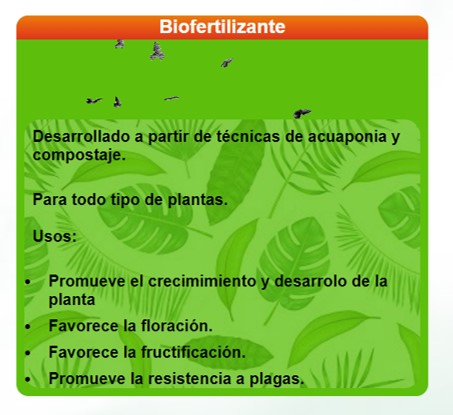 Biofertilizante
Desarrollado a partir de técnicas de acuaponia y
compostaje.
Para todo tipo de plantas.
Usos:
• Promueve el crecimimiento y desarrolo de la
planta
• Favorece la floración.
• Favorece la fructificación.
• Promueve la resistencia a plagas.